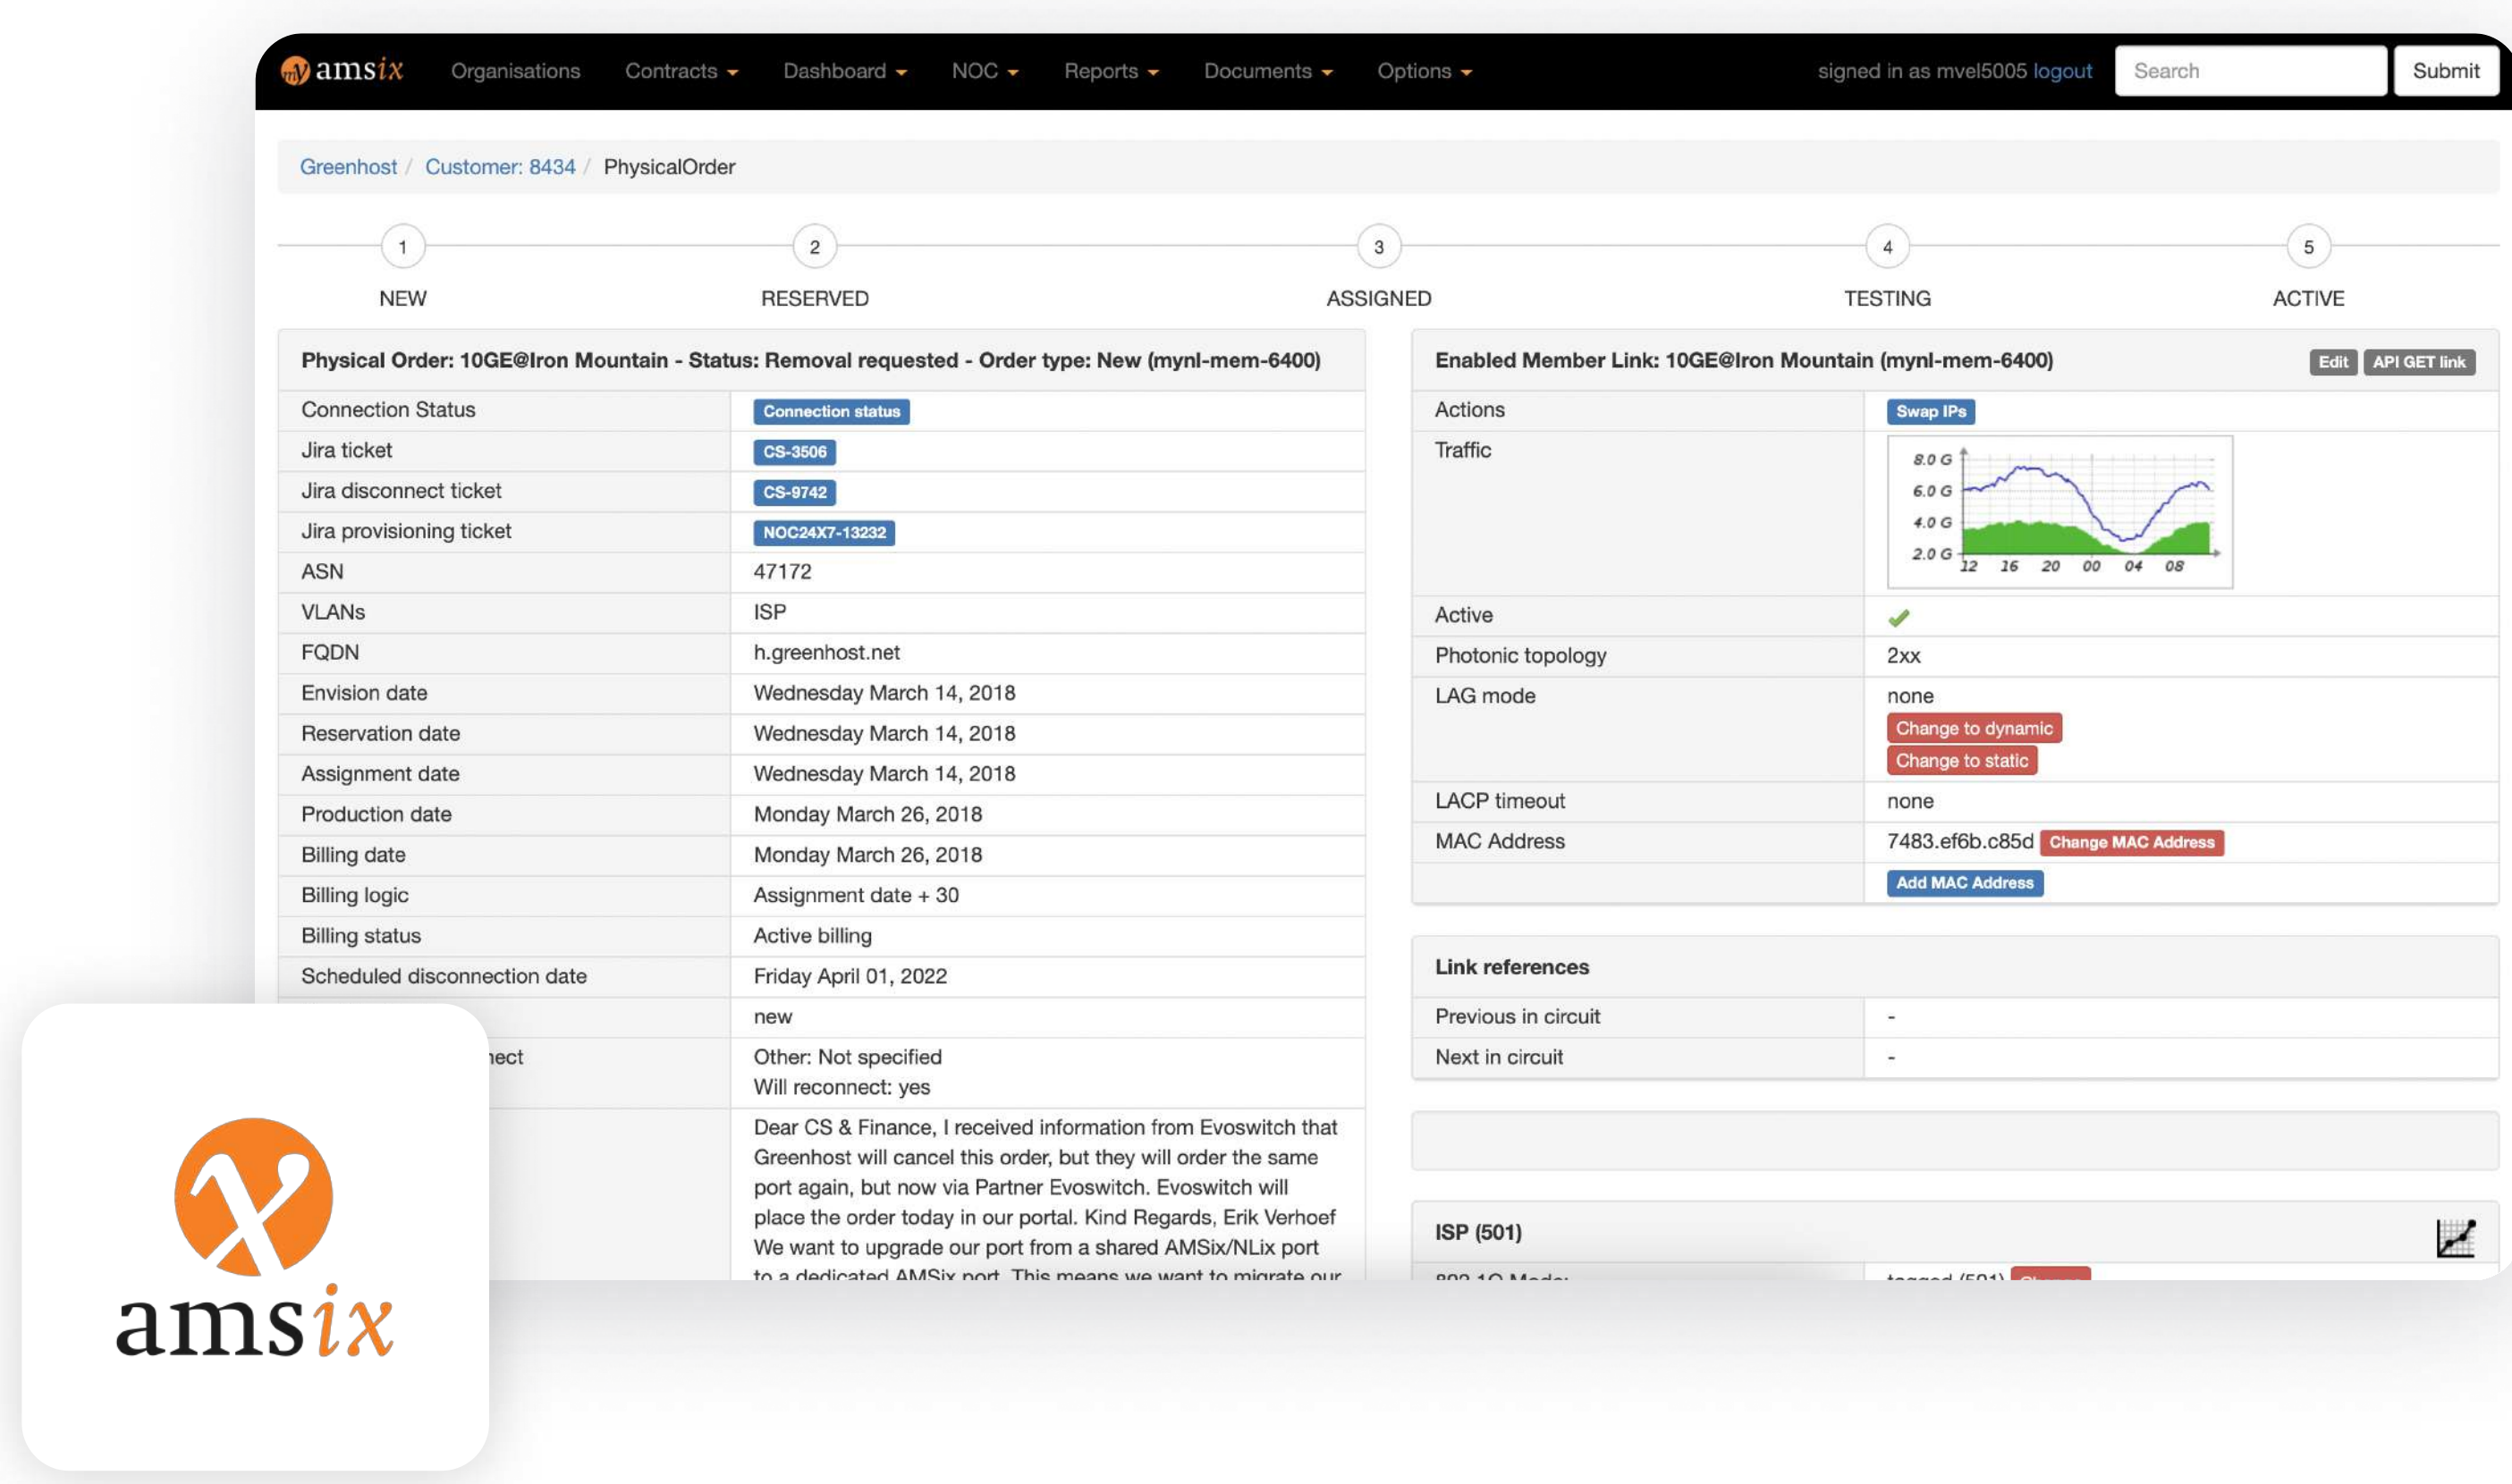 my amsix Organisations Contracts Dashboard NOC Reports Documents Options signed in as mvel5005 logout Search Submit
Greenhost / Customer: 8434 / PhysicalOrder
1 2 3 4 5
NEW RESERVED ASSIGNED TESTING ACTIVE
Physical Order: 10GE@Iron Mountain - Status: Removal requested - Order type: New (mynl-mem-6400)
Connection Status Connection status
Jira ticket CS-3506
Jira disconnect ticket CS-9742
Jira provisioning ticket NOC24X7-13232
ASN 47172
VLANs ISP
FQDN h.greenhost.net
Envision date Wednesday March 14, 2018
Reservation date Wednesday March 14, 2018
Assignment date Wednesday March 14, 2018
Production date Monday March 26, 2018
Billing date Monday March 26, 2018
Billing logic Assignment date + 30
Billing status Active billing
Scheduled disconnection date Friday April 01, 2022
new
Other: Not specified
Will reconnect: yes
Dear CS & Finance, I received information from Evoswitch that
Greenhost will cancel this order, but they will order the same
port again, but now via Partner Evoswitch. Evoswitch will
place the order today in our portal. Kind Regards, Erik Verhoef
We want to upgrade our port from a shared AMSix/NLix port
to a dedicated AMSix port. This means we want to migrate our
Enabled Member Link: 10GE@Iron Mountain (mynl-mem-6400) Edit API GET link
Actions Swap IPs
Traffic
8.0 G
6.0 G
4.0 G
2.0 G
12 16 20 00 04 08
Active
Photonic topology 2xx
LAG mode none
Change to dynamic
Change to static
LACP timeout none
MAC Address 7483.ef6b.c85d Change MAC Address
Add MAC Address
Link references
Previous in circuit -
Next in circuit -
ISP (501)
amsix